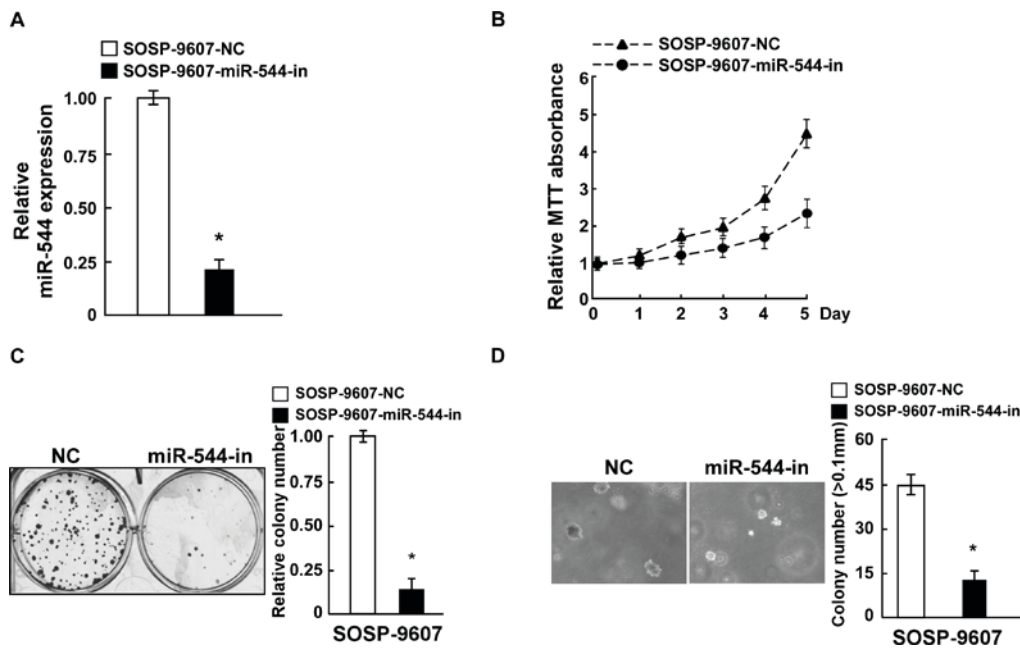 A
SOSP-9607-NC
SOSP-9607-miR-544-in
Relative
miR-544 expression
1.00
0.75
0.50
0.25
0
*
B
SOSP-9607-NC
SOSP-9607-miR-544-in
Relative MTT absorbance
6
5
4
3
2
1
0
0 1 2 3 4 5 Day
C
NC miR-544-in
SOSP-9607-NC
SOSP-9607-miR-544-in
Relative colony number
1.00
0.75
0.50
0.25
0
*
SOSP-9607
D
NC miR-544-in
SOSP-9607-NC
SOSP-9607-miR-544-in
Colony number (>0.1mm)
60
45
30
15
0
*
SOSP-9607